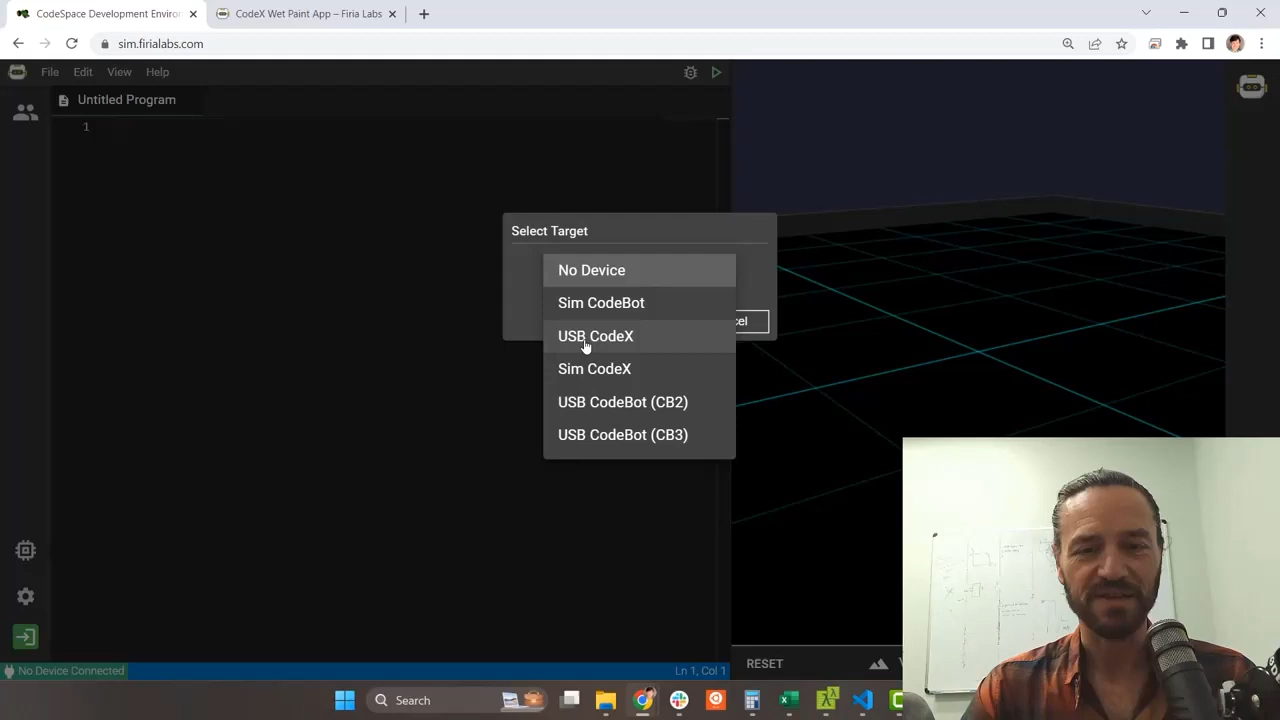 CodeSpace Development Enviror
CodeX Wet Paint App – Firia Labs
sim.firialabs.com
File Edit View Help
Untitled Program
1
Select Target
No Device
Sim CodeBot
USB CodeX
cel
Sim CodeX
USB CodeBot (CB2)
USB CodeBot (CB3)
RESET
No Device Connected
Ln 1, Col 1
Search